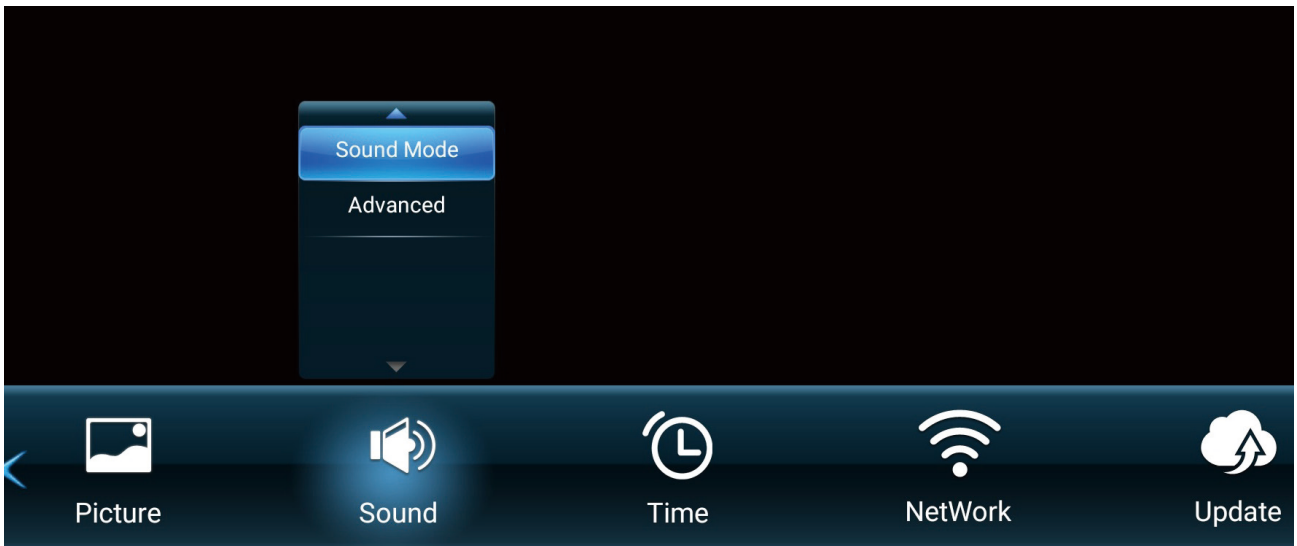 Sound Mode
Advanced
Picture
Sound
Time
NetWork
Update